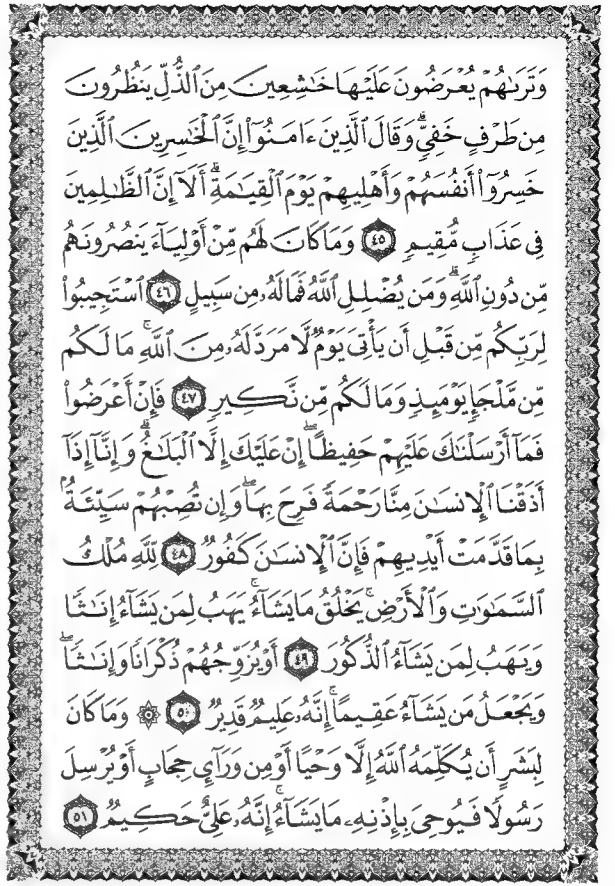 وَتَرَىٰهُمْ يُعْرَضُونَ عَلَيْهَا خَٰشِعِينَ مِنَ ٱلذُّلِّ يَنظُرُونَ
مِن طَرْفٍ خَفِيٍّ ۗ وَقَالَ ٱلَّذِينَ ءَامَنُوٓا۟ إِنَّ ٱلْخَٰسِرِينَ ٱلَّذِينَ
خَسِرُوٓا۟ أَنفُسَهُمْ وَأَهْلِيهِمْ يَوْمَ ٱلْقِيَٰمَةِ ۗ أَلَآ إِنَّ ٱلظَّٰلِمِينَ
فِى عَذَابٍ مُّقِيمٍ ٤٥ وَمَا كَانَ لَهُم مِّنْ أَوْلِيَآءَ يَنصُرُونَهُم
مِّن دُونِ ٱللَّهِ ۗ وَمَن يُضْلِلِ ٱللَّهُ فَمَا لَهُۥ مِن سَبِيلٍ ٤٦ ٱسْتَجِيبُوا۟
لِرَبِّكُم مِّن قَبْلِ أَن يَأْتِىَ يَوْمٌ لَّا مَرَدَّ لَهُۥ مِنَ ٱللَّهِ ۚ مَا لَكُم
مِّن مَّلْجَإٍ يَوْمَئِذٍ وَمَا لَكُم مِّن نَّكِيرٍ ٤٧ فَإِنْ أَعْرَضُوا۟
فَمَآ أَرْسَلْنَٰكَ عَلَيْهِمْ حَفِيظًا ۖ إِنْ عَلَيْكَ إِلَّا ٱلْبَلَٰغُ ۗ وَإِنَّآ إِذَآ
أَذَقْنَا ٱلْإِنسَٰنَ مِنَّا رَحْمَةً فَرِحَ بِهَا ۖ وَإِن تُصِبْهُمْ سَيِّئَةٌۢ
بِمَا قَدَّمَتْ أَيْدِيهِمْ فَإِنَّ ٱلْإِنسَٰنَ كَفُورٌ ٤٨ لِّلَّهِ مُلْكُ
ٱلسَّمَٰوَٰتِ وَٱلْأَرْضِ ۚ يَخْلُقُ مَا يَشَآءُ ۚ يَهَبُ لِمَن يَشَآءُ إِنَٰثًا
وَيَهَبُ لِمَن يَشَآءُ ٱلذُّكُورَ ٤٩ أَوْ يُزَوِّجُهُمْ ذُكْرَانًا وَإِنَٰثًا ۖ
وَيَجْعَلُ مَن يَشَآءُ عَقِيمًا ۚ إِنَّهُۥ عَلِيمٌ قَدِيرٌ ٥٠ ۞ وَمَا كَانَ
لِبَشَرٍ أَن يُكَلِّمَهُ ٱللَّهُ إِلَّا وَحْيًا أَوْ مِن وَرَآئِ حِجَابٍ أَوْ يُرْسِلَ
رَسُولًا فَيُوحِىَ بِإِذْنِهِۦ مَا يَشَآءُ ۚ إِنَّهُۥ عَلِىٌّ حَكِيمٌ ٥١